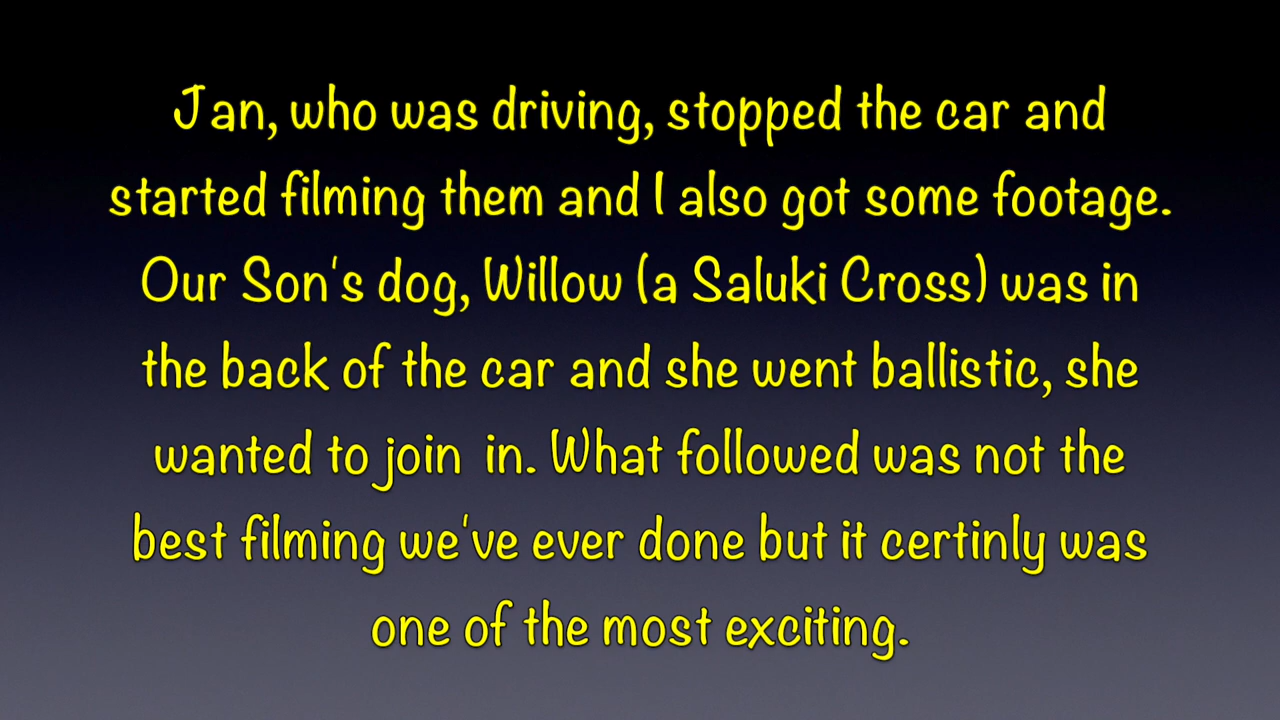 Jan, who was driving, stopped the car and
started filming them and I also got some footage.
Our Son's dog, Willow (a Saluki Cross) was in
the back of the car and she went ballistic, she
wanted to join  in. What followed was not the
best filming we've ever done but it certinly was
one of the most exciting.